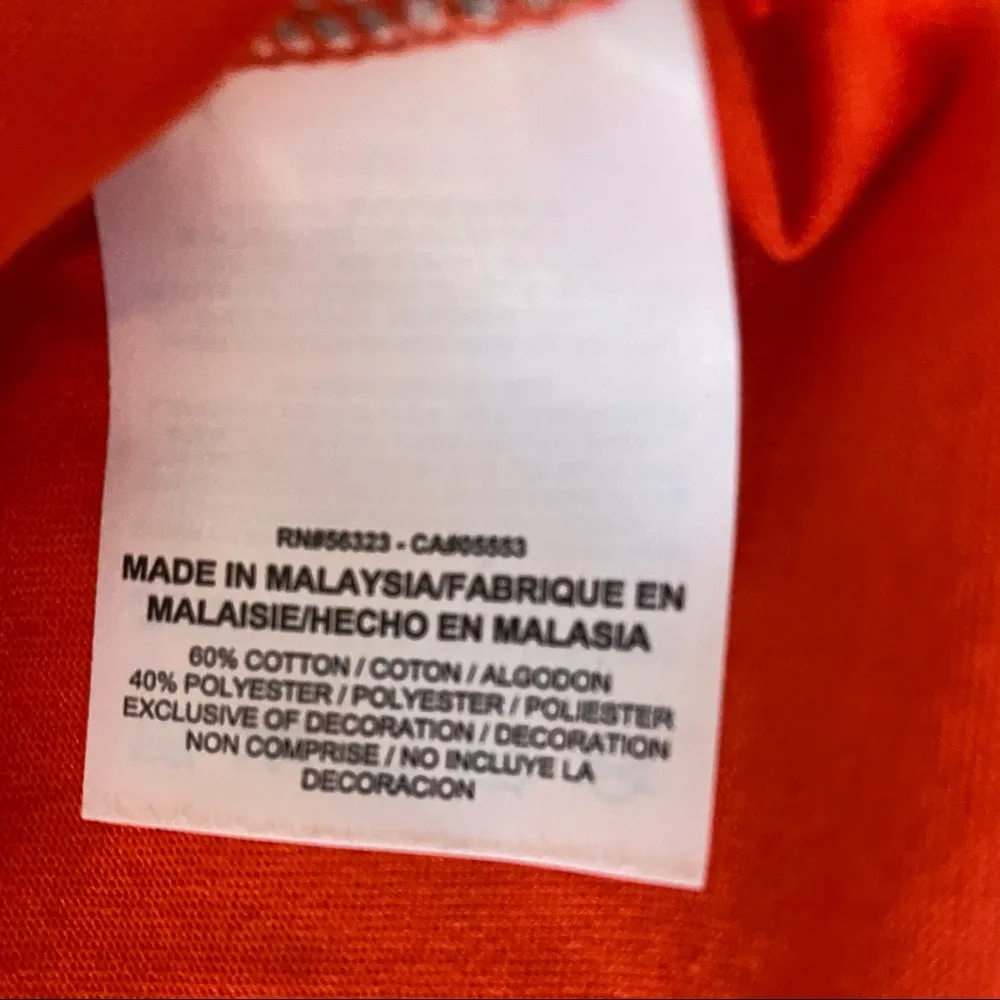 RN#56323 - CA#05553
MADE IN MALAYSIA/FABRIQUE EN
MALAISIE/HECHO EN MALASIA
60% COTTON / COTON / ALGODON
40% POLYESTER / POLYESTER / POLIESTER
EXCLUSIVE OF DECORATION / DECORATION
NON COMPRISE / NO INCLUYE LA
DECORACION